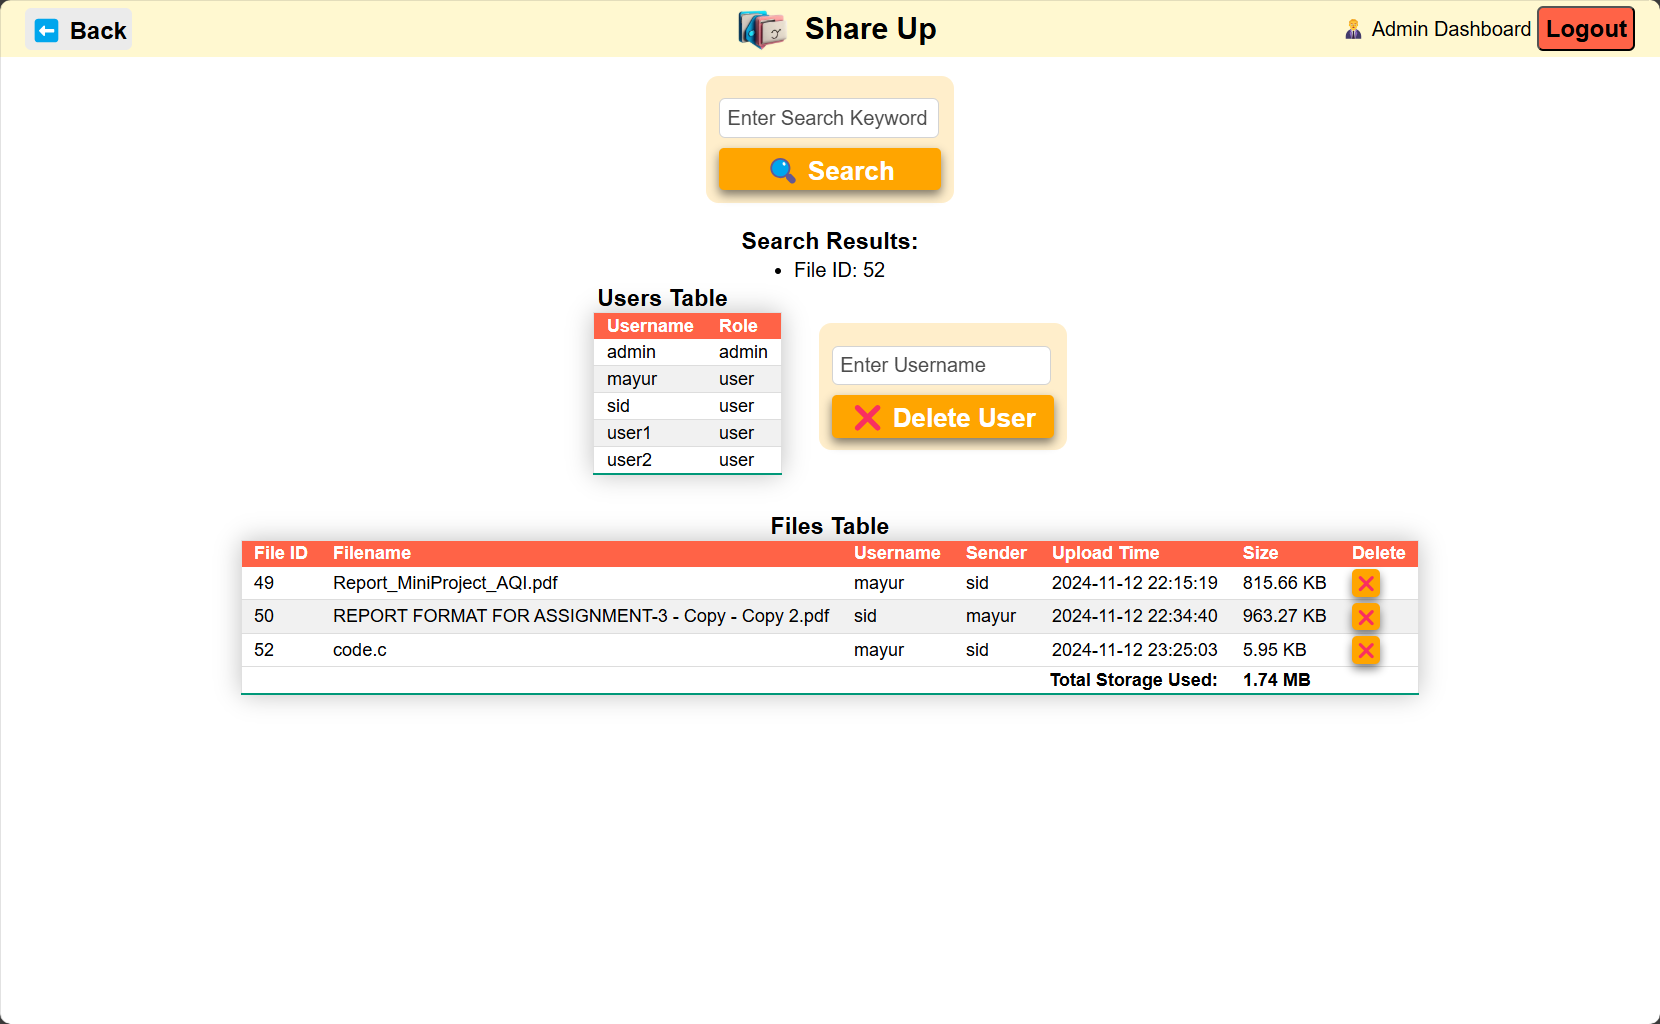 Back
Share Up
Admin Dashboard
Logout
Enter Search Keyword
Search
Search Results:
• File ID: 52
Users Table
Username Role
admin admin
mayur user
sid user
user1 user
user2 user
Enter Username
Delete User
Files Table
File ID Filename Username Sender Upload Time Size Delete
49 Report_MiniProject_AQI.pdf mayur sid 2024-11-12 22:15:19 815.66 KB
50 REPORT FORMAT FOR ASSIGNMENT-3 - Copy - Copy 2.pdf sid mayur 2024-11-12 22:34:40 963.27 KB
52 code.c mayur sid 2024-11-12 23:25:03 5.95 KB
Total Storage Used: 1.74 MB